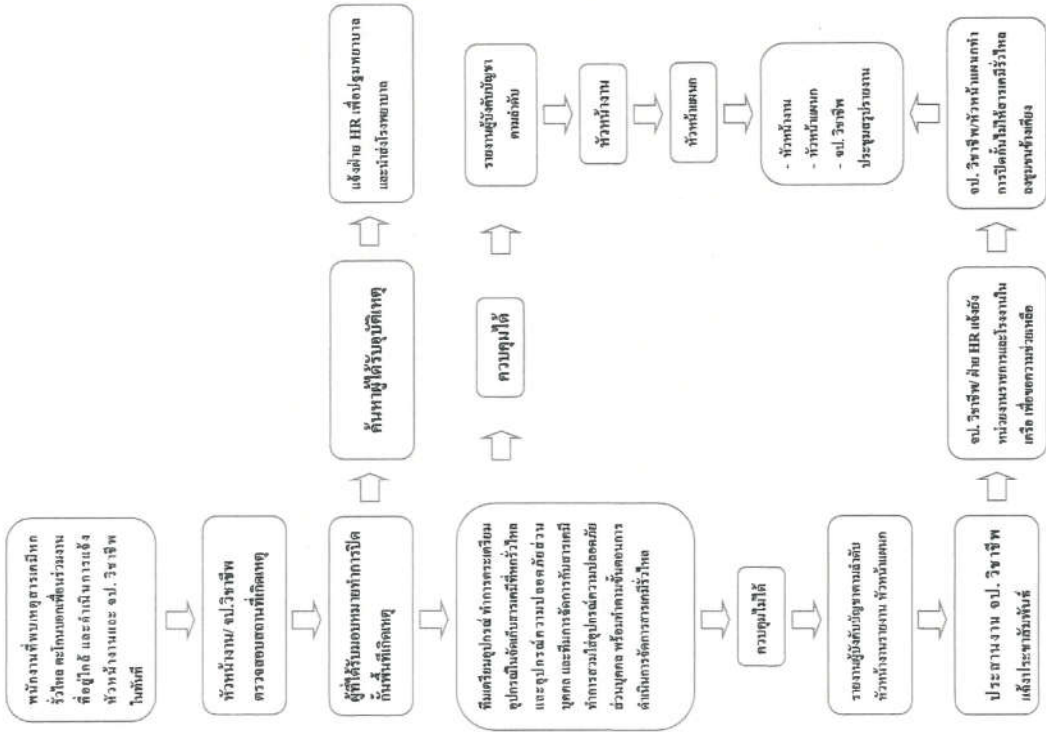 พนักงานที่พบเหตุสารเคมีหก
รั่วไหล ตะโกนบอกเพื่อนร่วมงาน
ที่อยู่ใกล้ และดำเนินการแจ้ง
หัวหน้างานและ จป. วิชาชีพ
ในทันที
หัวหน้างาน/ จป.วิชาชีพ
ตรวจสอบสถานที่เกิดเหตุ
ผู้ที่ได้รับมอบหมายทำการปิด
กั้นพื้นที่เกิดเหตุ
ค้นหาผู้ได้รับอุบัติเหตุ
แจ้งฝ่าย HR เพื่อปฐมพยาบาล
และนำส่งโรงพยาบาล
ทีมเตรียมอุปกรณ์ ทำการตระเตรียม
อุปกรณ์ในขจัดเก็บสารเคมีที่หกรั่วไหล
และอุปกรณ์ความปลอดภัยส่วน
บุคคล และทีมการจัดการกับสารเคมี
ทำการสวมใส่อุปกรณ์ความปลอดภัย
ส่วนบุคคล พร้อมทำตามขั้นตอนการ
ดำเนินการจัดการสารเคมีรั่วไหล
ควบคุมได้
รายงานผู้บังคับบัญชา
ตามลำดับ
หัวหน้างาน
หัวหน้าแผนก
- หัวหน้างาน
- หัวหน้าแผนก
- จป. วิชาชีพ
ประชุมสรุปรายงาน
ควบคุมไม่ได้
รายงานผู้บังคับบัญชาตามลำดับ
หัวหน้างานรายงาน หัวหน้าแผนก
ประสานงาน จป. วิชาชีพ
แจ้งประชาสัมพันธ์
จป. วิชาชีพ/ ฝ่าย HR แจ้งยัง
หน่วยงานราชการและโรงงานใน
เครือ เพื่อขอความช่วยเหลือ
จป. วิชาชีพ/หัวหน้าแผนกทำ
การปิดกั้นไม่ให้สารเคมีรั่วไหล
ลงชุมชนข้างเคียง